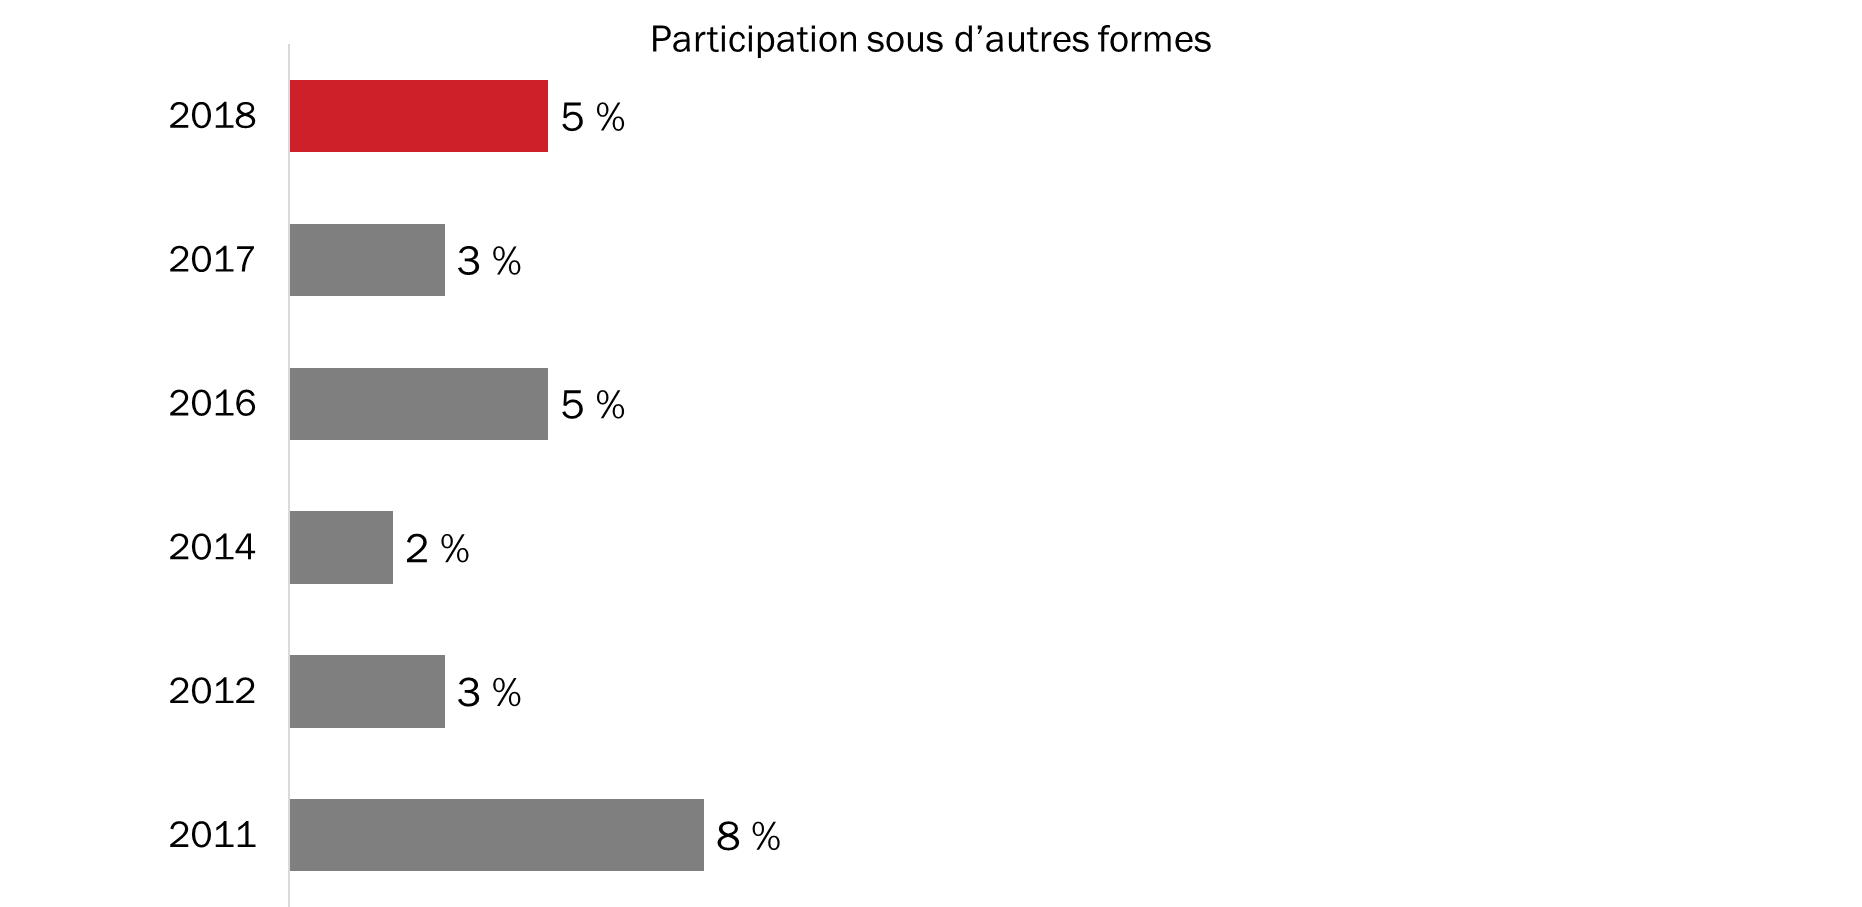 Participation sous d’autres formes
2018 5 %
2017 3 %
2016 5 %
2014 2 %
2012 3 %
2011 8 %